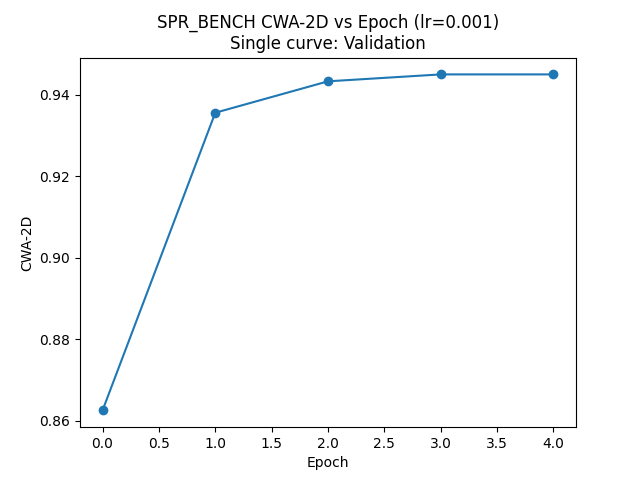 SPR_BENCH CWA-2D vs Epoch (lr=0.001)
Single curve: Validation
CWA-2D
0.94
0.92
0.90
0.88
0.86
0.0 0.5 1.0 1.5 2.0 2.5 3.0 3.5 4.0
Epoch